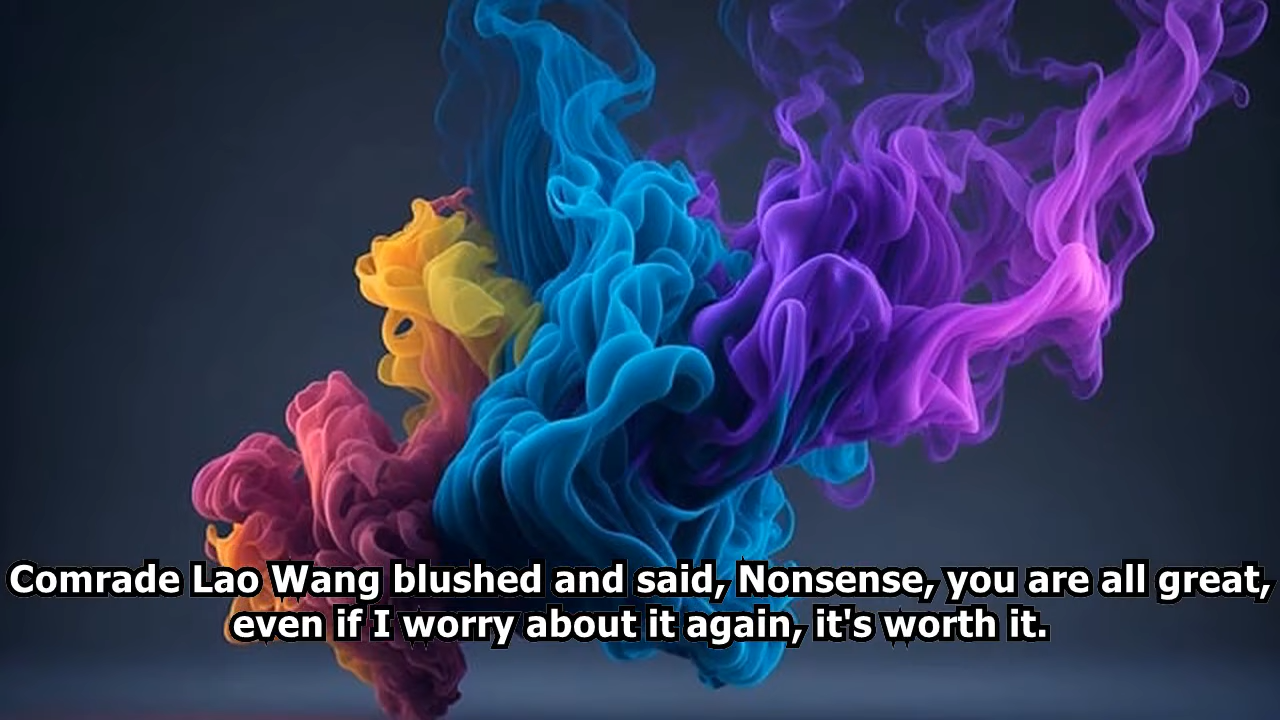 Comrade Lao Wang blushed and said, Nonsense, you are all great,
even if I worry about it again, it's worth it.